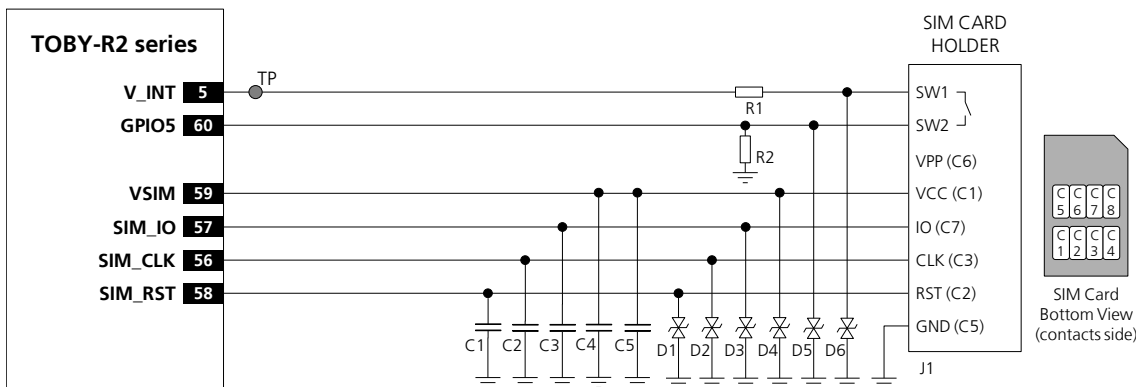 SIM CARD
HOLDER
TOBY-R2 series
TP
V_INT 5
R1
SW1
GPIO5 60
SW2
R2
VPP (C6)
VSIM 59
VCC (C1)
SIM_IO 57
IO (C7)
SIM_CLK 56
CLK (C3)
SIM_RST 58
RST (C2)
GND (C5)
C1 C2 C3 C4 C5 D1 D2 D3 D4 D5 D6
J1
C5 C6 C7 C8
C1 C2 C3 C4
SIM Card
Bottom View
(contacts side)